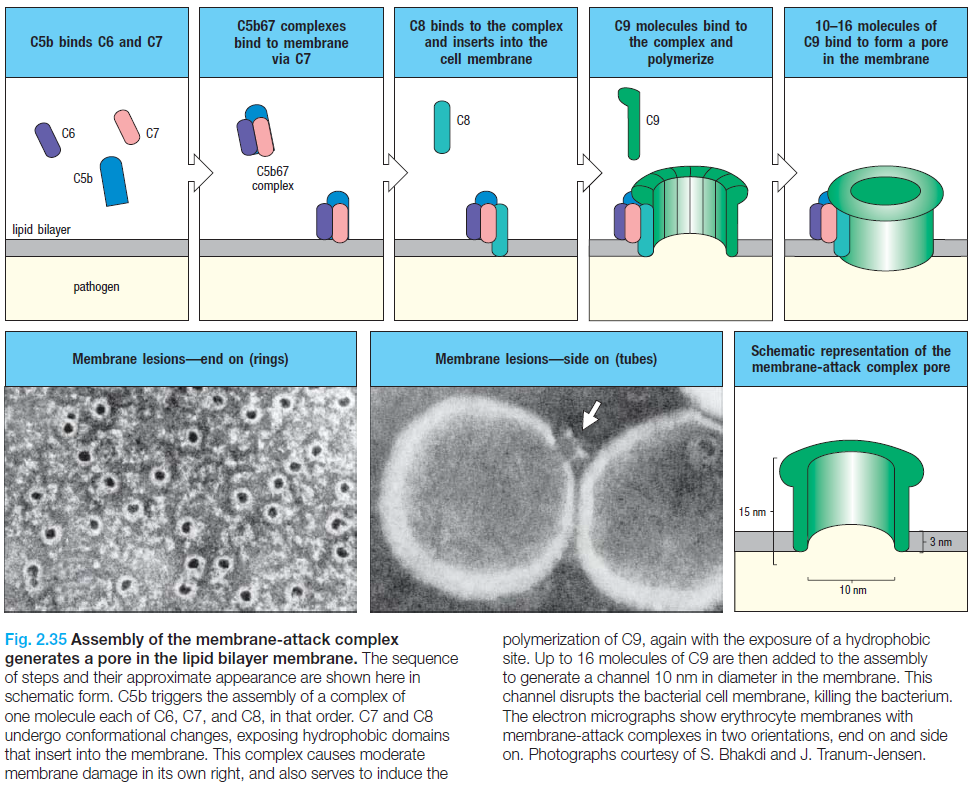 C5b binds C6 and C7
C5b67 complexes
bind to membrane
via C7
C8 binds to the complex
and inserts into the
cell membrane
C9 molecules bind to
the complex and
polymerize
10–16 molecules of
C9 bind to form a pore
in the membrane
C6
C7
C5b
lipid bilayer
pathogen
C5b67
complex
C8
C9
Membrane lesions—end on (rings)
Membrane lesions—side on (tubes)
Schematic representation of the
membrane-attack complex pore
15 nm
3 nm
10 nm
Fig. 2.35 Assembly of the membrane-attack complex
generates a pore in the lipid bilayer membrane. The sequence
of steps and their approximate appearance are shown here in
schematic form. C5b triggers the assembly of a complex of
one molecule each of C6, C7, and C8, in that order. C7 and C8
undergo conformational changes, exposing hydrophobic domains
that insert into the membrane. This complex causes moderate
membrane damage in its own right, and also serves to induce the
polymerization of C9, again with the exposure of a hydrophobic
site. Up to 16 molecules of C9 are then added to the assembly
to generate a channel 10 nm in diameter in the membrane. This
channel disrupts the bacterial cell membrane, killing the bacterium.
The electron micrographs show erythrocyte membranes with
membrane-attack complexes in two orientations, end on and side
on. Photographs courtesy of S. Bhakdi and J. Tranum-Jensen.